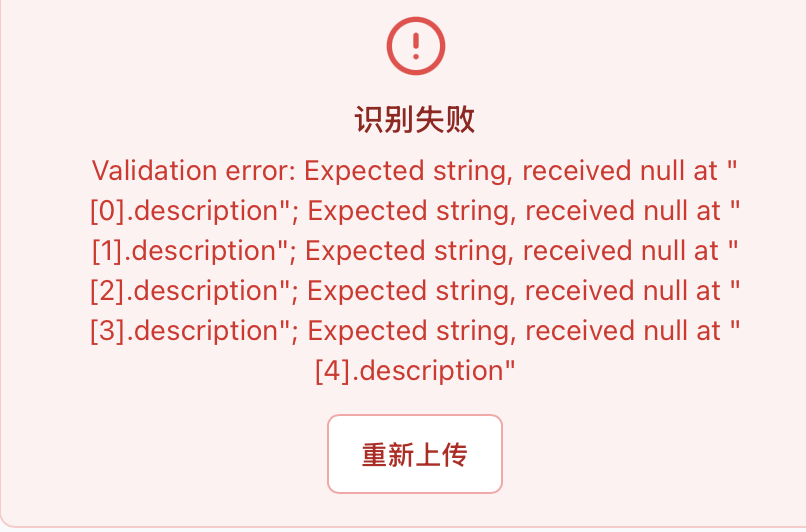 识别失败
Validation error: Expected string, received null at "
[0].description"; Expected string, received null at "
[1].description"; Expected string, received null at "
[2].description"; Expected string, received null at "
[3].description"; Expected string, received null at "
[4].description"
重新上传